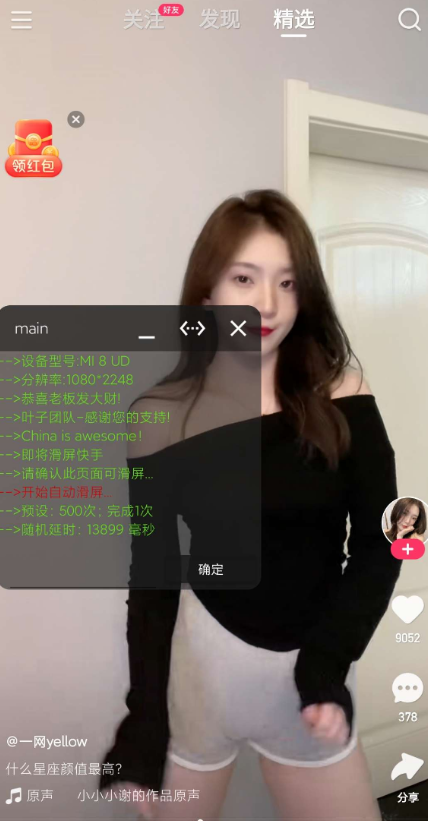 关注
好友
发现
精选
领红包
main
-->设备型号:MI 8 UD
-->分辨率:1080*2248
-->恭喜老板发大财!
-->叶子团队-感谢您的支持!
-->China is awesome!
-->即将滑屏快手
-->请确认此页面可滑屏...
-->开始自动滑屏...
-->预设: 500次; 完成1次
-->随机延时: 13899 毫秒
确定
9052
378
分享
@一网yellow
什么星座颜值最高?
原声 小小小谢的作品原声